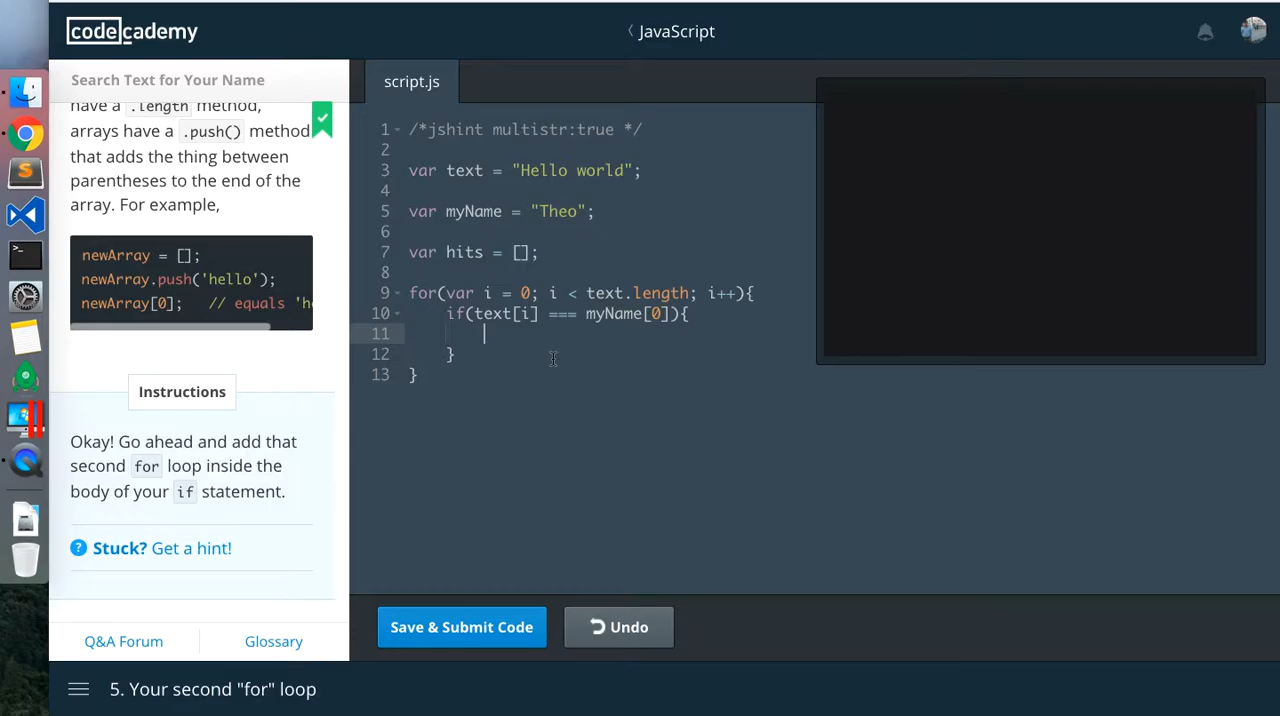 codecademy
〈 JavaScript
Search Text for Your Name
script.js
have a .length method,
arrays have a .push() method
that adds the thing between
parentheses to the end of the
array. For example,
newArray = [];
newArray.push('hello');
newArray[0]; // equals 'he
Instructions
Okay! Go ahead and add that
second for loop inside the
body of your if statement.
? Stuck? Get a hint!
Q&A Forum
Glossary
1 /*jshint multistr:true */
2
3 var text = "Hello world";
4
5 var myName = "Theo";
6
7 var hits = [];
8
9 for(var i = 0; i < text.length; i++){
10 if(text[i] === myName[0]){
11
12 }
13 }
Save & Submit Code
Undo
5. Your second "for" loop